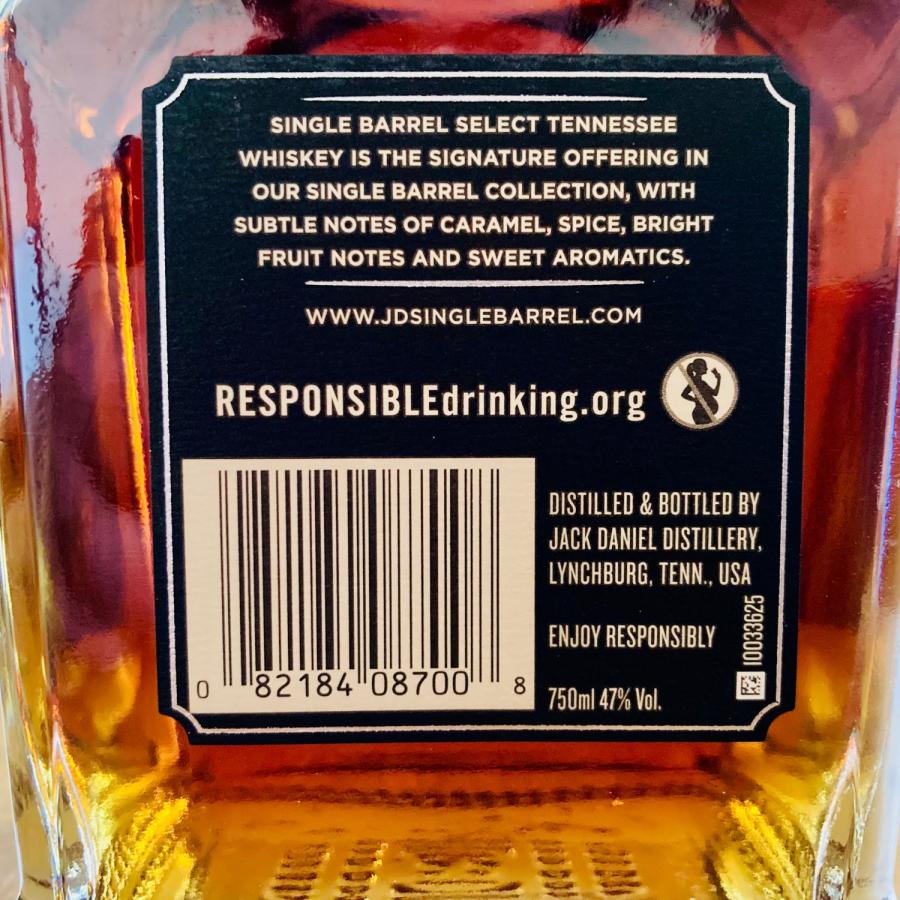 SINGLE BARREL SELECT TENNESSEE
WHISKEY IS THE SIGNATURE OFFERING IN
OUR SINGLE BARREL COLLECTION, WITH
SUBTLE NOTES OF CARAMEL, SPICE, BRIGHT
FRUIT NOTES AND SWEET AROMATICS.
WWW.JDSINGLEBARREL.COM
RESPONSIBLEdrinking.org
DISTILLED & BOTTLED BY
JACK DANIEL DISTILLERY,
LYNCHBURG, TENN., USA
ENJOY RESPONSIBLY
750ml 47% Vol.
10033625
0 82184 08700 8